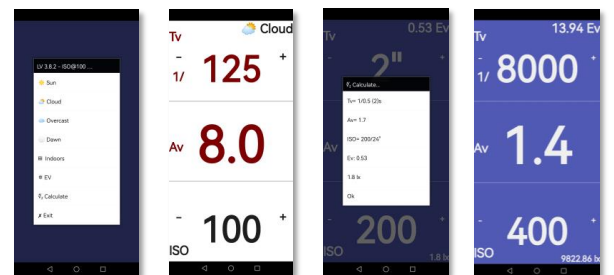 LV 3.8.2 - ISO@100 ...
Sun
Cloud
Overcast
Dawn
Indoors
EV
Calculate
Exit
Cloud
Tv
-
+
1/
125
Av
8.0
-
+
100
ISO
0.53 Ev
Tv
-
+
2"
Calculate...
Tv= 1/0.5 (2)s
Av= 1.7
ISO= 200/24°
Ev: 0.53
1.8 lx
Ok
-
+
200
ISO
1.8 lx
13.94 Ev
Tv
-
+
1/
8000
Av
1.4
-
+
400
ISO
9822.86 lx